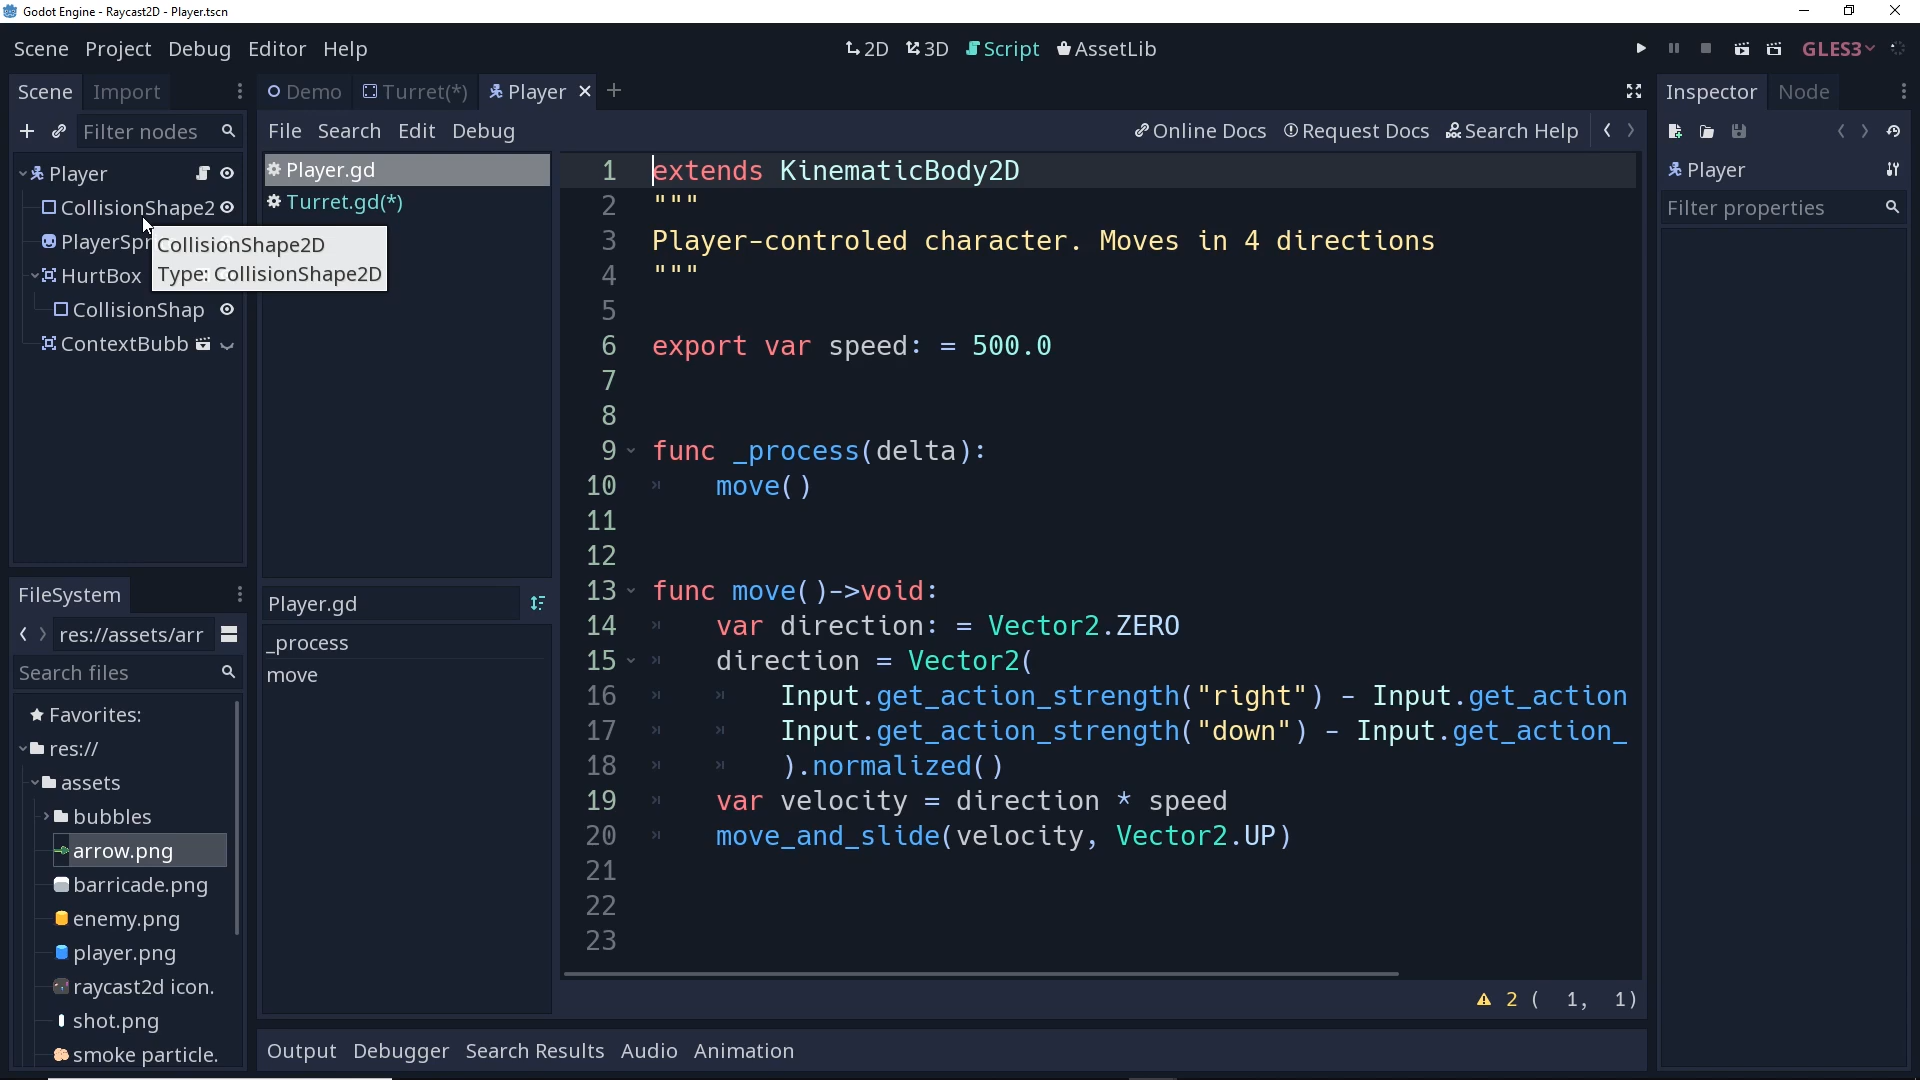 Godot Engine - Raycast2D - Player.tscn
Scene Project Debug Editor Help
2D 3D Script AssetLib
GLES3
Scene Import
Filter nodes
Player
CollisionShape2
PlayerSpr
HurtBox
CollisionShap
ContextBubb
CollisionShape2D
Type: CollisionShape2D
FileSystem
res://assets/arr
Search files
Favorites:
res://
assets
bubbles
arrow.png
barricade.png
enemy.png
player.png
raycast2d icon.
shot.png
smoke particle.
Demo Turret(*) Player
File Search Edit Debug
Online Docs Request Docs Search Help
Player.gd
Turret.gd(*)
Player.gd
_process
move
1 extends KinematicBody2D
2 """
3 Player-controled character. Moves in 4 directions
4 """
5
6 export var speed: = 500.0
7
8
9 func _process(delta):
10 move()
11
12
13 func move()->void:
14 var direction: = Vector2.ZERO
15 direction = Vector2(
16 Input.get_action_strength("right") - Input.get_action
17 Input.get_action_strength("down") - Input.get_action_
18 ).normalized()
19 var velocity = direction * speed
20 move_and_slide(velocity, Vector2.UP)
21
22
23
2 ( 1, 1)
Output Debugger Search Results Audio Animation
Inspector Node
Player
Filter properties